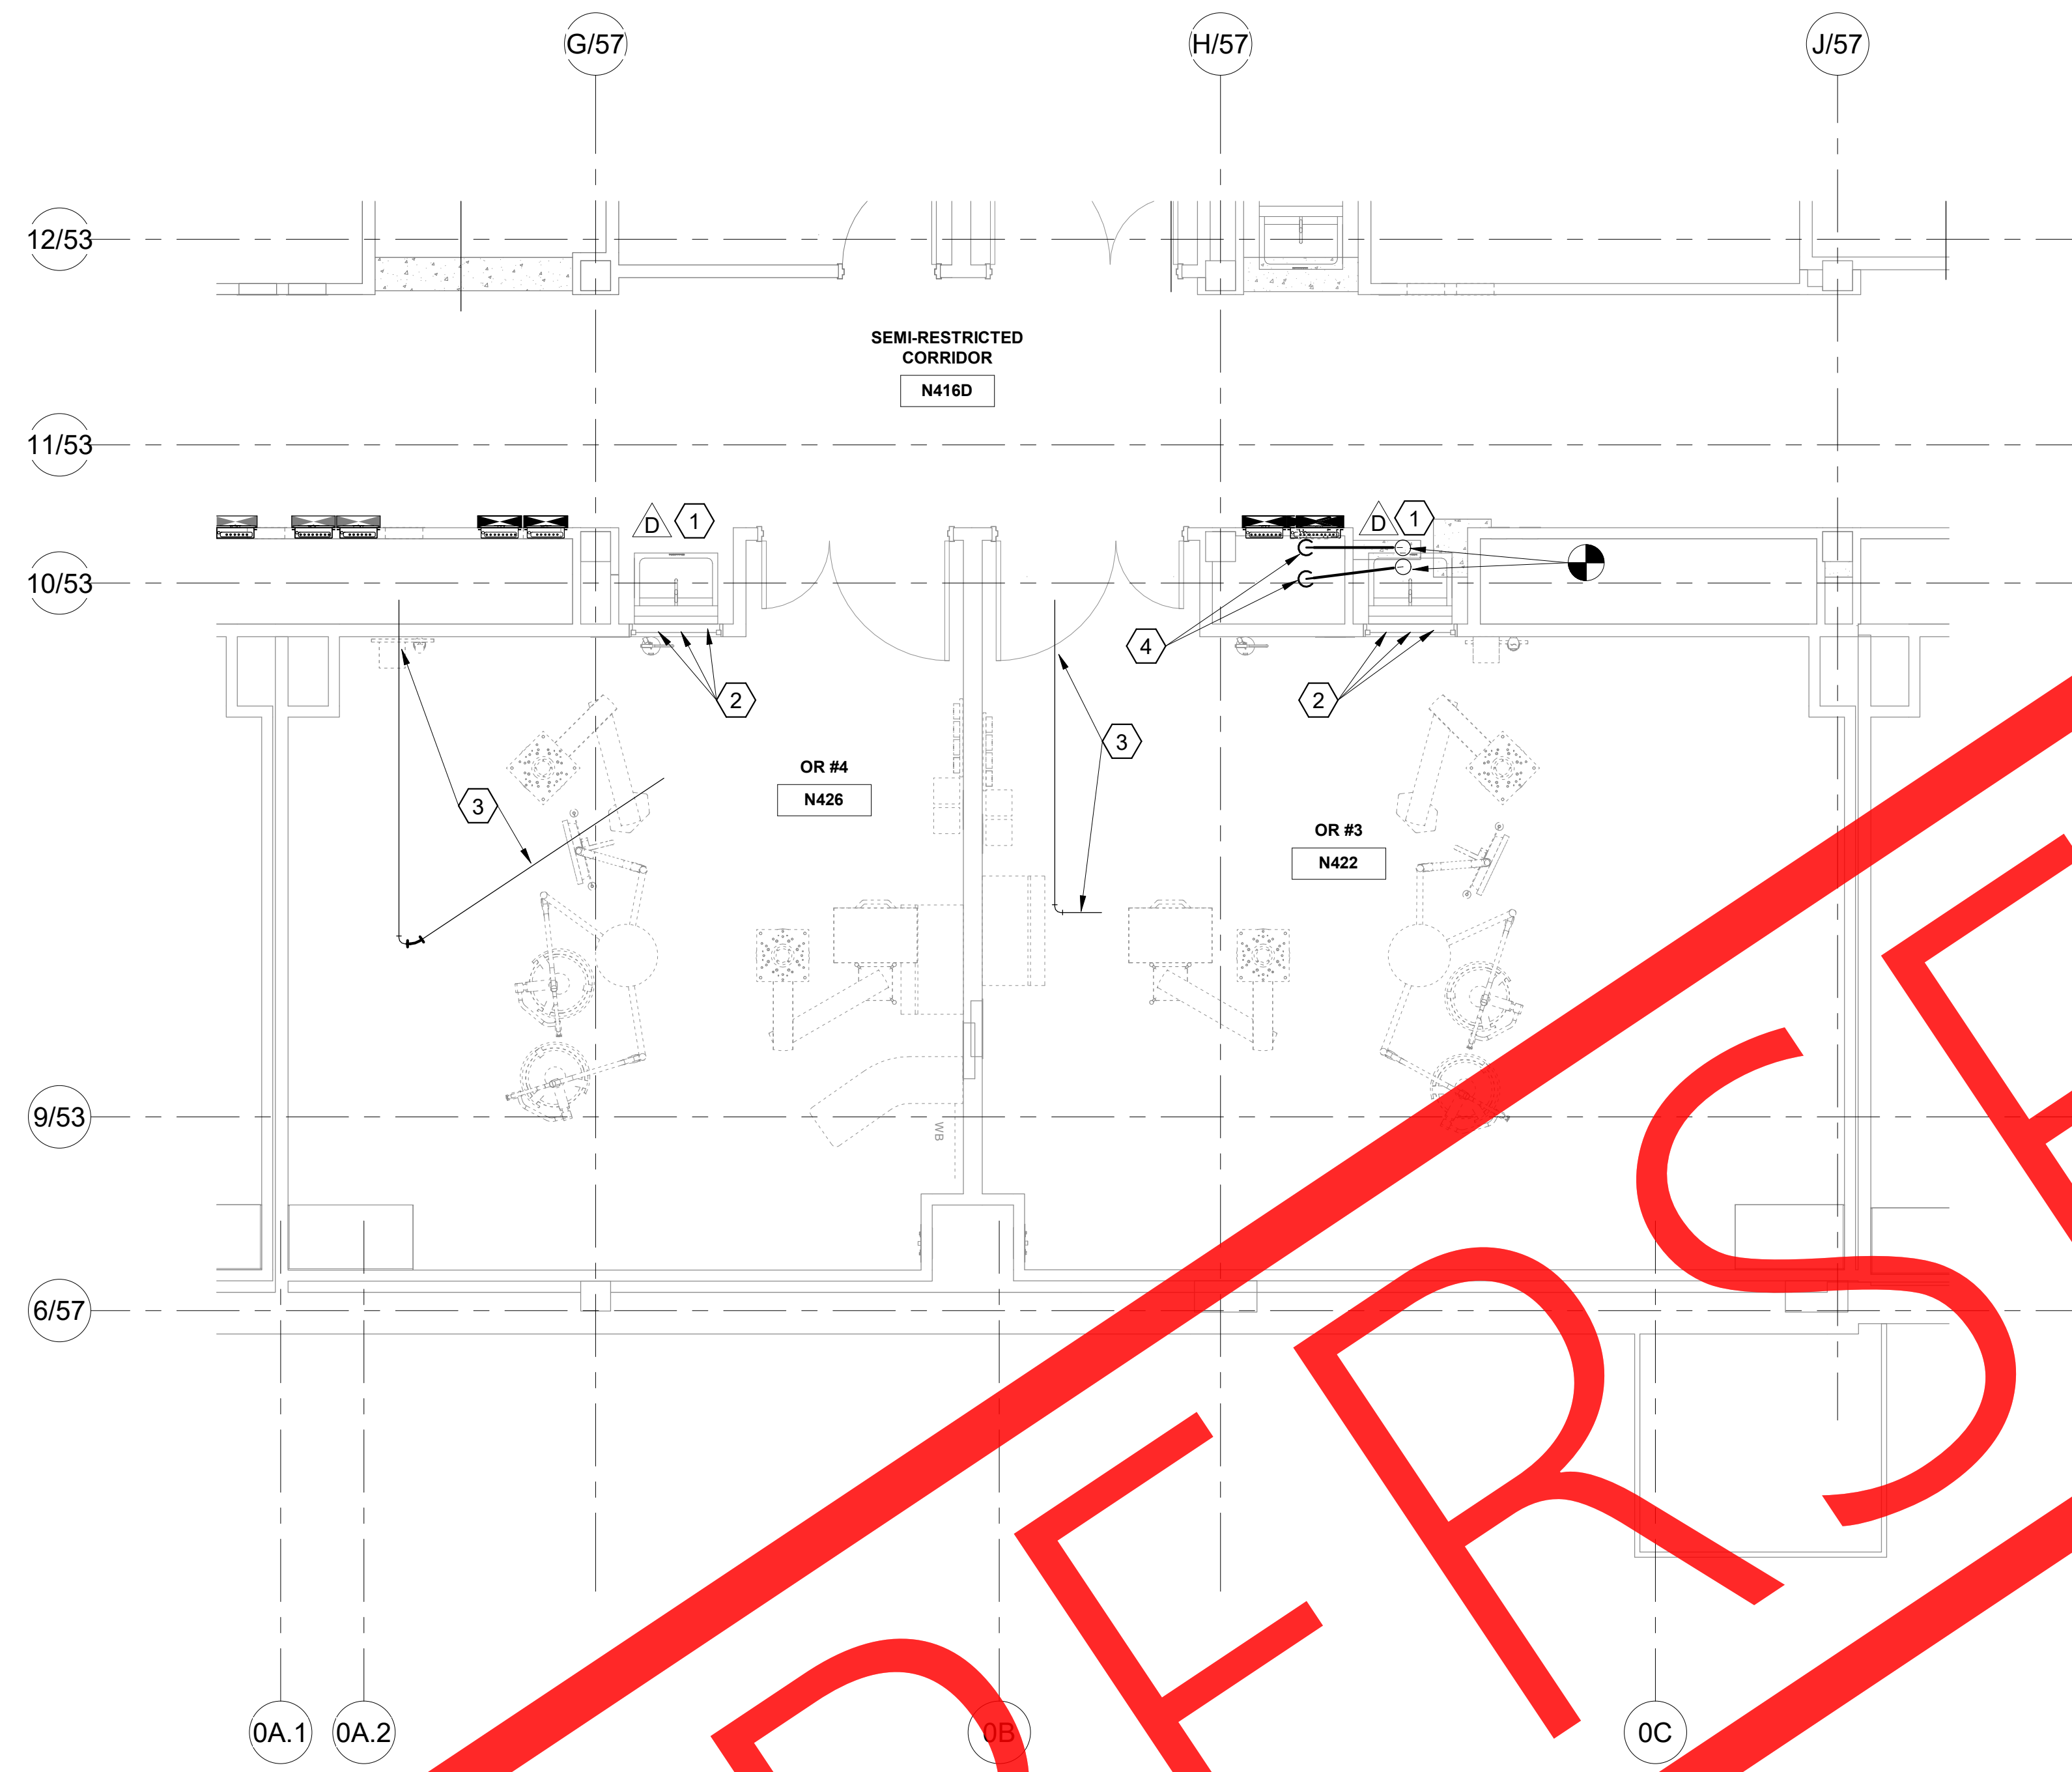 G/57
H/57
J/57
12/53
SEMI-RESTRICTED
CORRIDOR
N416D
11/53
D
1
D
1
10/53
4
2
2
3
OR #4
N426
3
OR #3
N422
9/53
WB
6/57
0A.1
0A.2
0B
0C